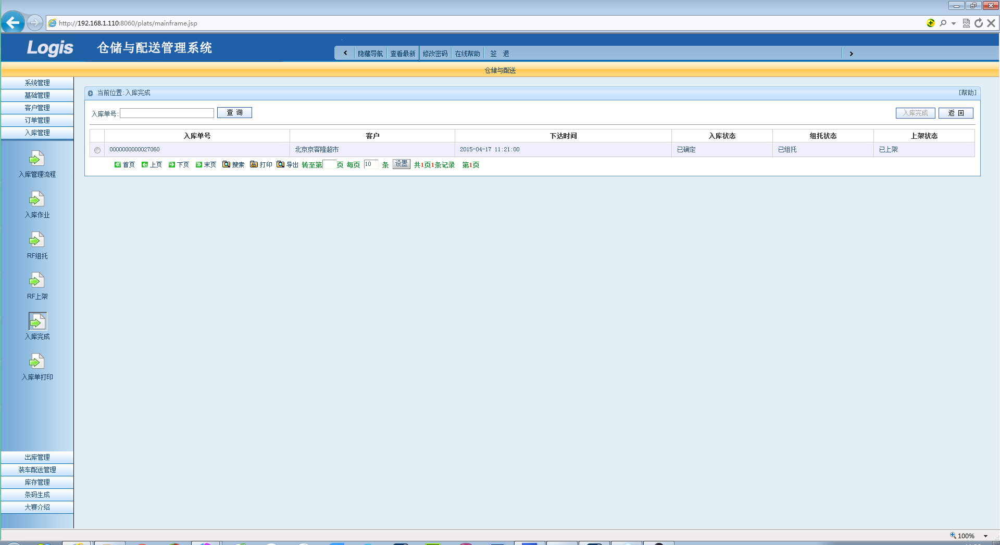 http://192.168.1.110:8060/plats/mainframe.jsp
Logis 仓储与配送管理系统
隐藏导航 查看最新 修改密码 在线帮助 签 退
仓储与配送
系统管理
基础管理
客户管理
订单管理
入库管理
入库管理流程
入库作业
RF组托
RF上架
入库完成
入库单打印
出库管理
装车配送管理
库存管理
条码生成
大赛介绍
当前位置:入库完成 [帮助]
入库单号: 查 询 入库完成 返 回
入库单号 客户 下达时间 入库状态 组托状态 上架状态
0000000000027060 北京京客隆超市 2015-04-17 11:21:00 已确定 已组托 已上架
首页 上页 下页 末页 搜索 打印 导出 转至第 页 每页 10 条 设置 共1页1条记录 第1页
100%